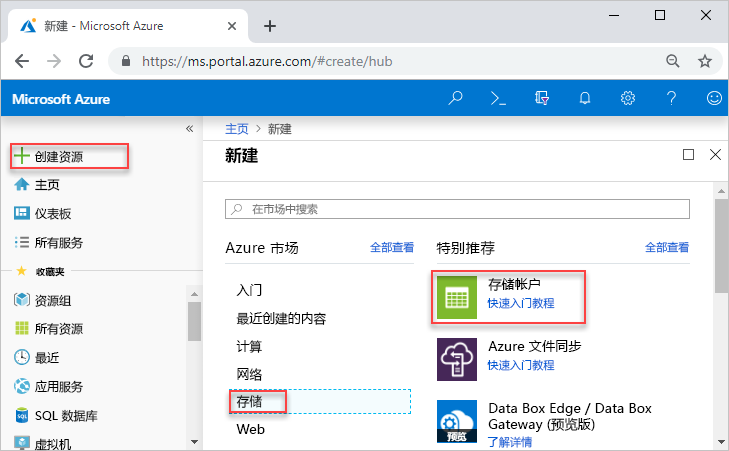 新建 - Microsoft Azure
https://ms.portal.azure.com/#create/hub
Microsoft Azure
创建资源
主页
仪表板
所有服务
收藏夹
资源组
所有资源
最近
应用服务
SQL 数据库
虚拟机
主页 > 新建
新建
在市场中搜索
Azure 市场 全部查看
入门
最近创建的内容
计算
网络
存储
Web
特别推荐 全部查看
存储帐户
快速入门教程
Azure 文件同步
快速入门教程
预览
Data Box Edge / Data Box
Gateway (预览版)
了解详情